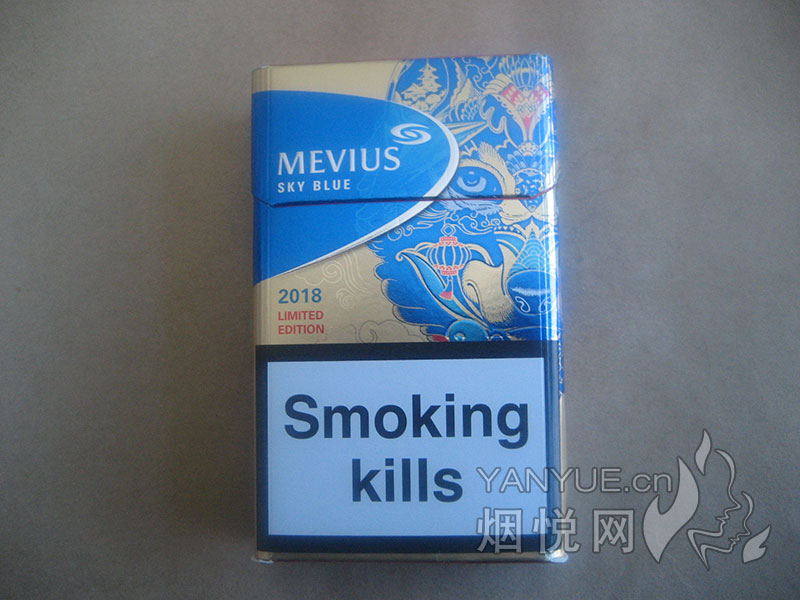 MEVIUS
SKY BLUE
2018
LIMITED
EDITION
Smoking
kills
YANYUE.cn
烟悦网